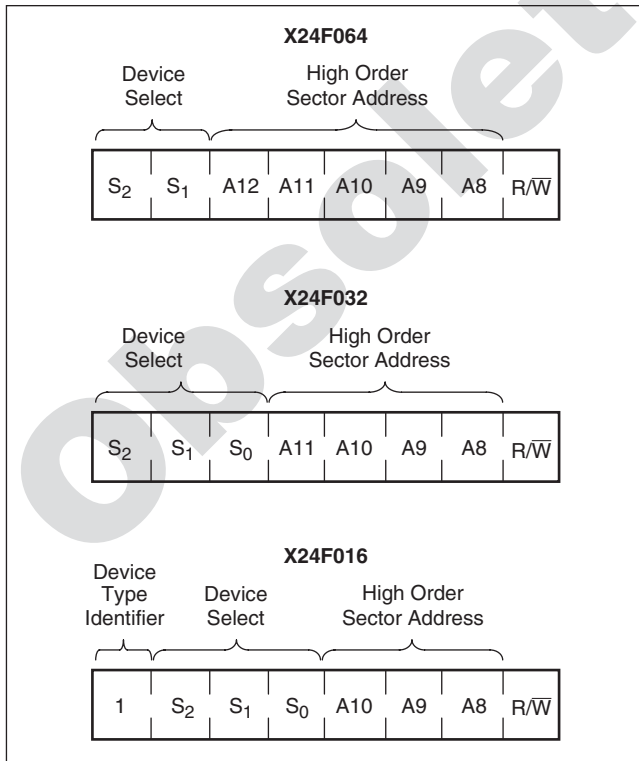 X24F064
Device Select
High Order Sector Address
S2 S1 A12 A11 A10 A9 A8 R/W̅
X24F032
Device Select
High Order Sector Address
S2 S1 S0 A11 A10 A9 A8 R/W̅
X24F016
Device Type Identifier
Device Select
High Order Sector Address
1 S2 S1 S0 A10 A9 A8 R/W̅
Obsolet